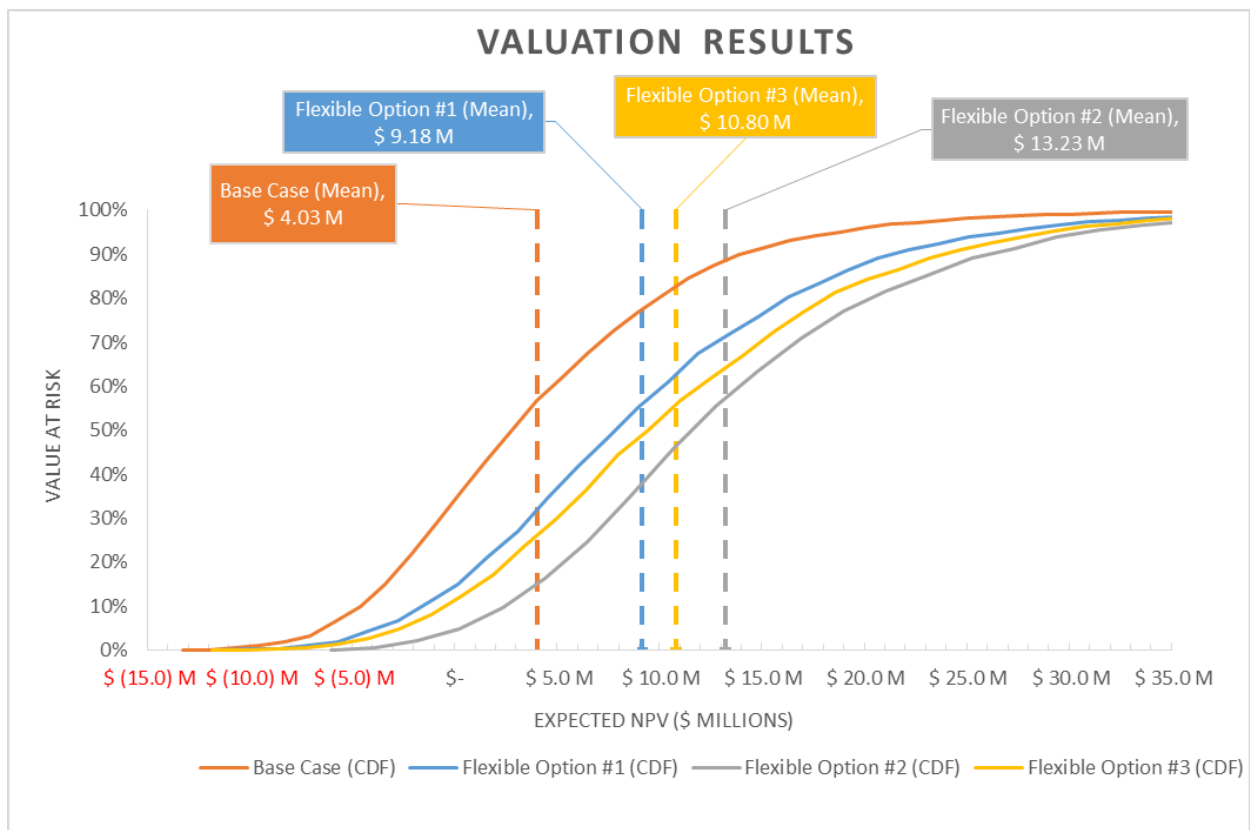 VALUATION RESULTS
Flexible Option #1 (Mean),
$ 9.18 M
Flexible Option #3 (Mean),
$ 10.80 M
Flexible Option #2 (Mean),
$ 13.23 M
Base Case (Mean),
$ 4.03 M
100%
90%
80%
70%
60%
50%
40%
30%
20%
10%
0%
VALUE AT RISK
$ (15.0) M $ (10.0) M $ (5.0) M $- $ 5.0 M $ 10.0 M $ 15.0 M $ 20.0 M $ 25.0 M $ 30.0 M $ 35.0 M
EXPECTED NPV ($ MILLIONS)
Base Case (CDF) Flexible Option #1 (CDF) Flexible Option #2 (CDF) Flexible Option #3 (CDF)